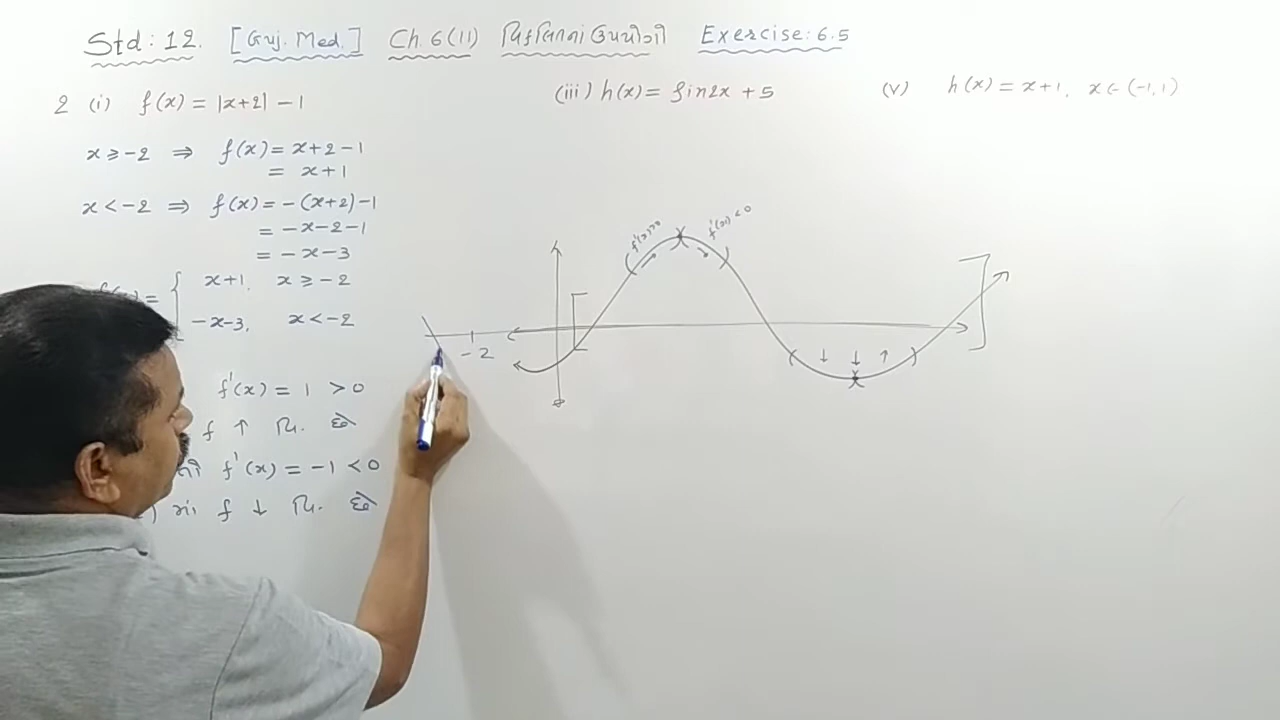 Std: 12. [Guj. Med.] Ch. 6(11) વિકલિતના ઉપયોગો Exercise: 6.5
2 (i) f(x) = |x+2| - 1
x ≥ -2 ⇒ f(x) = x+2-1
= x+1
x < -2 ⇒ f(x) = -(x+2)-1
= -x-2-1
= -x-3
= { x+1, x ≥ -2
-x-3, x < -2
f'(x) = 1 > 0
f ↑ વિ. છે
તો f'(x) = -1 < 0
) માં f ↓ વિ. છે
(iii) h(x) = sin2x + 5
(v) h(x) = x+1, x ∈ (-1, 1)
f'(x)>0
f'(x) < 0
-2